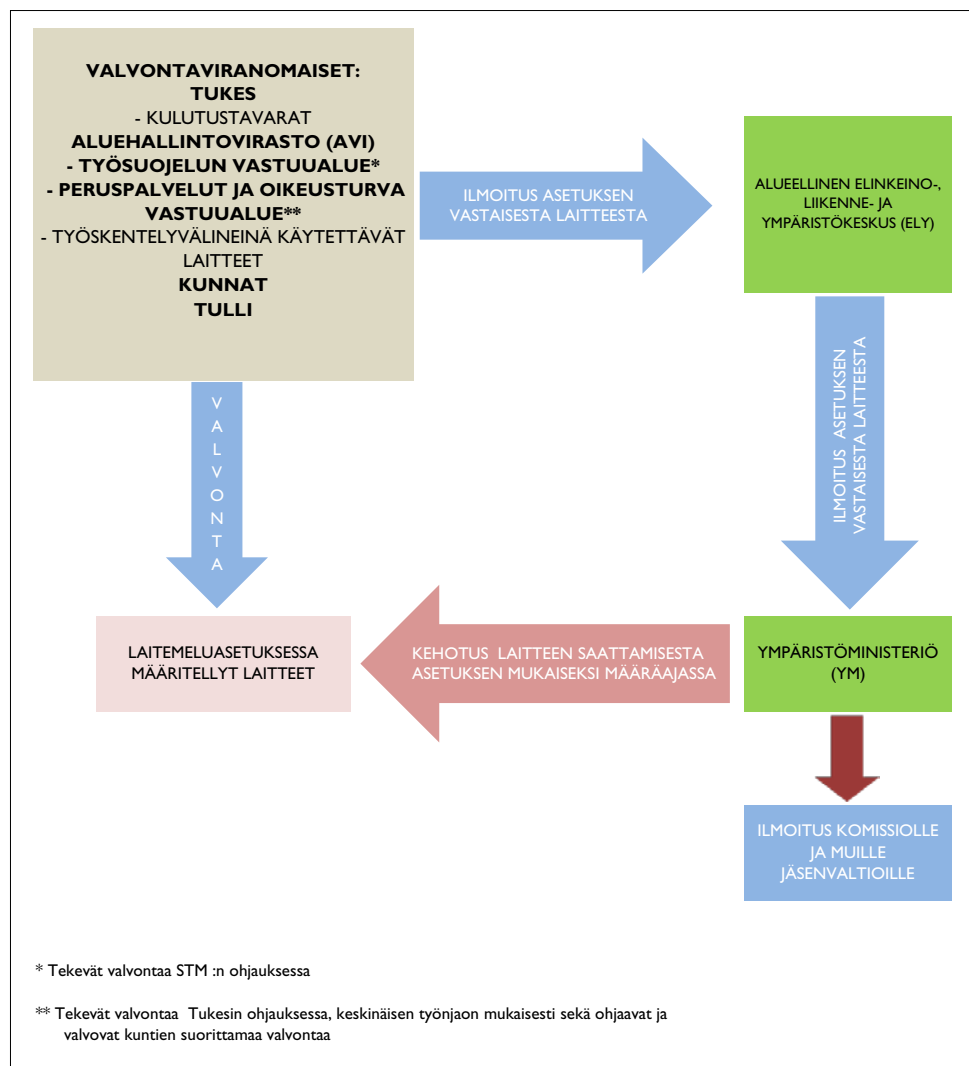 VALVONTAVIRANOMAISET:
TUKES
- KULUTUSTAVARAT
ALUEHALLINTOVIRASTO (AVI)
- TYÖSUOJELUN VASTUUALUE*
- PERUSPALVELUT JA OIKEUSTURVA
VASTUUALUE**
- TYÖSKENTELYVÄLINEINÄ KÄYTETTÄVÄT
LAITTEET
KUNNAT
TULLI
ILMOITUS ASETUKSEN
VASTAISESTA LAITTEESTA
ALUEELLINEN ELINKEINO-,
LIIKENNE- JA
YMPÄRISTÖKESKUS (ELY)
VALVONTA
ILMOITUS ASETUKSEN
VASTAISESTA LAITTEESTA
LAITEMELUASETUKSESSA
MÄÄRITELLYT LAITTEET
KEHOTUS LAITTEEN SAATTAMISESTA
ASETUKSEN MUKAISEKSI MÄÄRÄAJASSA
YMPÄRISTÖMINISTERIÖ
(YM)
ILMOITUS KOMISSIOLLE
JA MUILLE
JÄSENVALTIOILLE
* Tekevät valvontaa STM :n ohjauksessa
** Tekevät valvontaa Tukesin ohjauksessa, keskinäisen työnjaon mukaisesti sekä ohjaavat ja
valvovat kuntien suorittamaa valvontaa